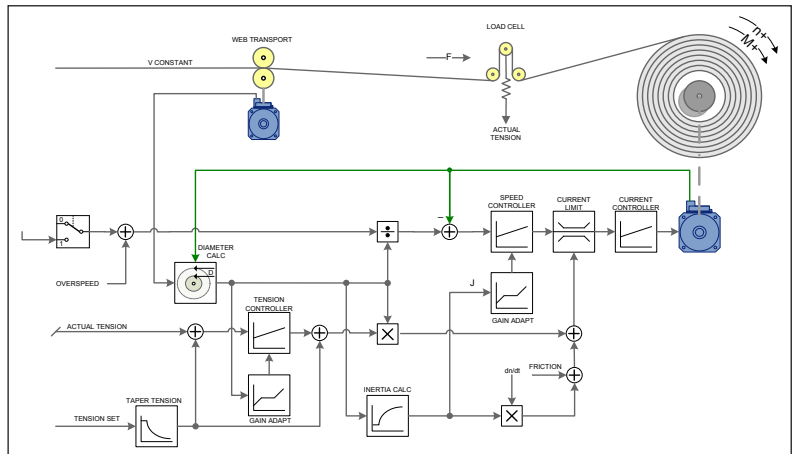 LOAD CELL
WEB TRANSPORT
n+
M+
V CONSTANT
F
ACTUAL
TENSION
0
1
–
SPEED
CONTROLLER
CURRENT
LIMIT
CURRENT
CONTROLLER
÷
DIAMETER
CALC
D
OVERSPEED
J
TENSION
CONTROLLER
GAIN ADAPT
ACTUAL TENSION
X
dn/dt
FRICTION
TAPER TENSION
INERTIA CALC
TENSION SET
GAIN ADAPT
X